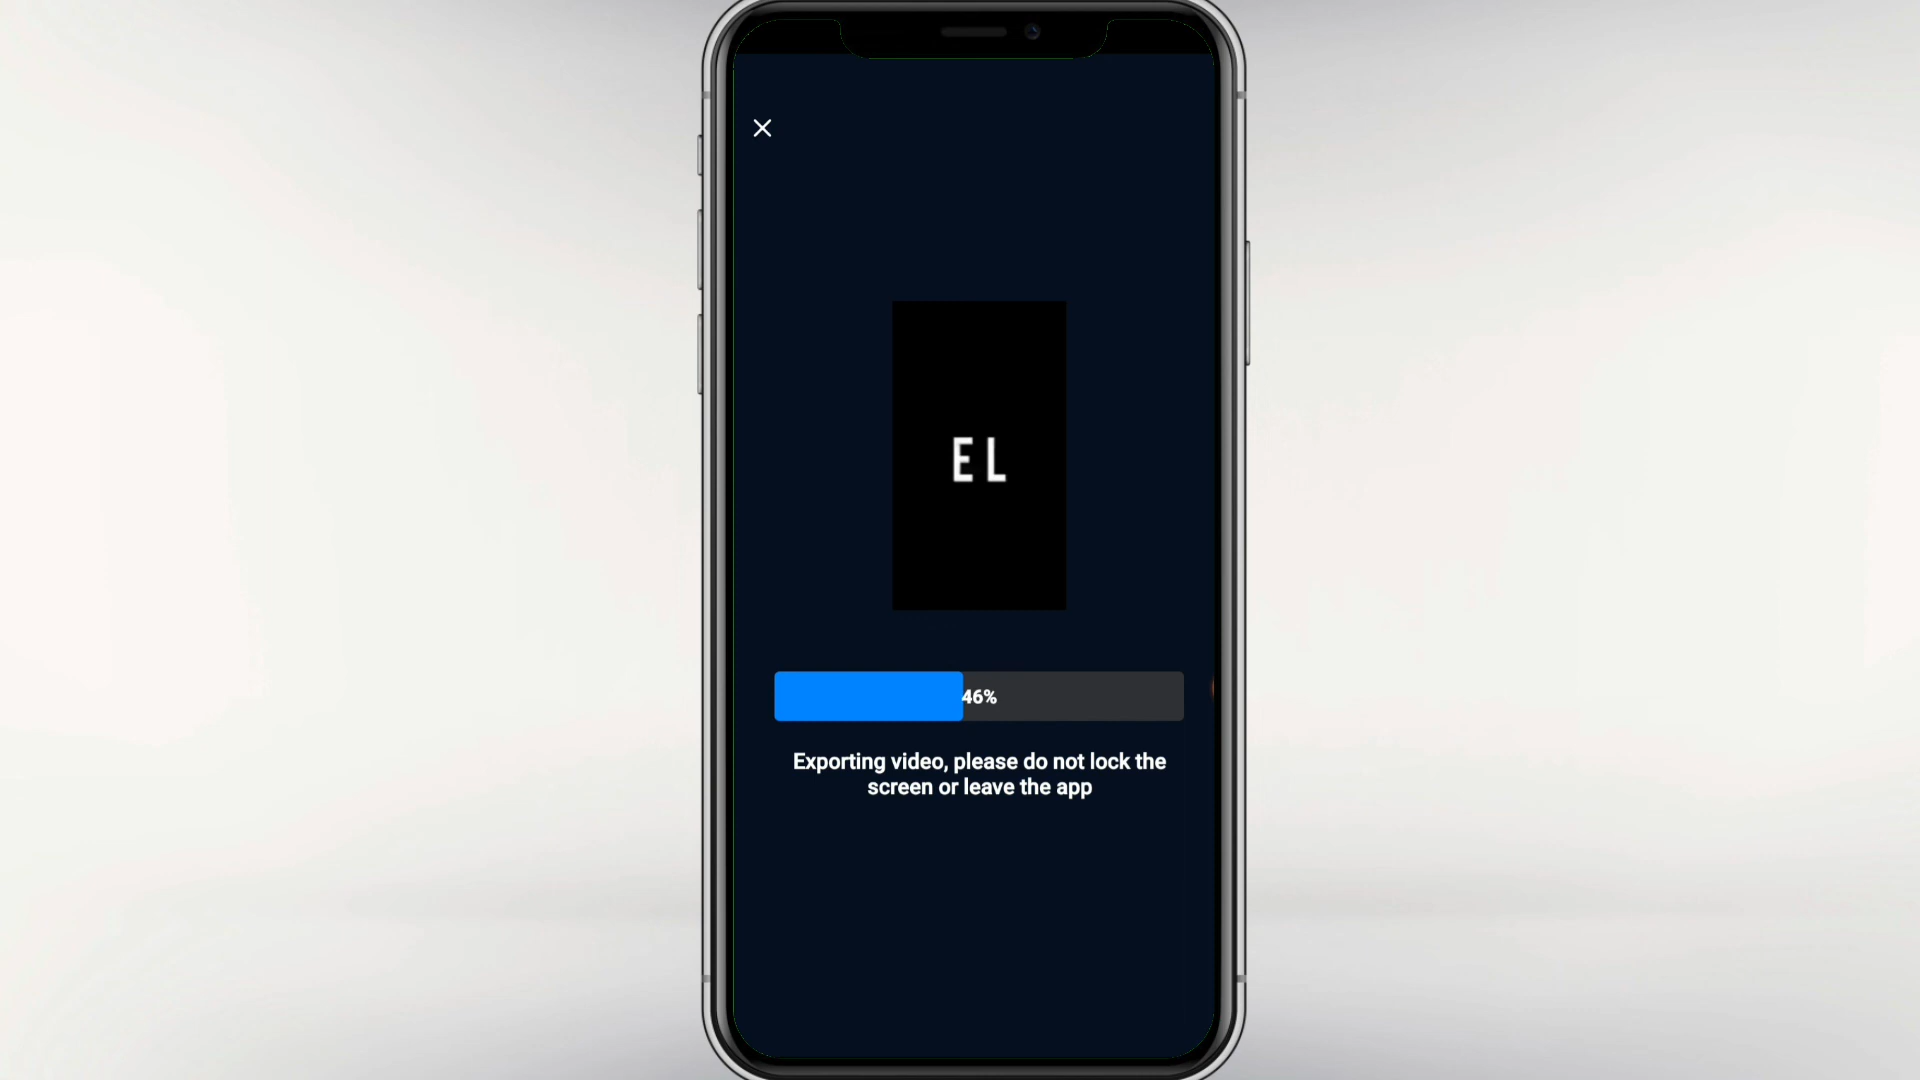 EL
46%
Exporting video, please do not lock the
screen or leave the app